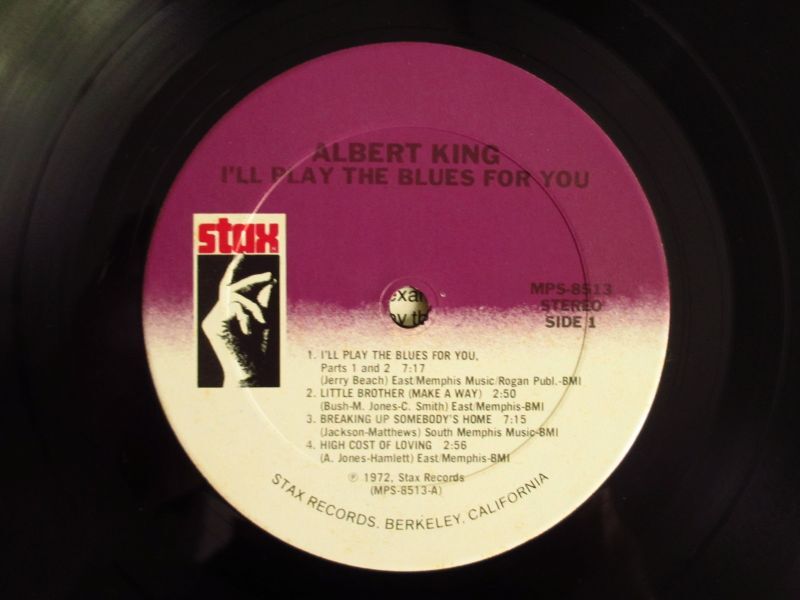 ALBERT KING
I'LL PLAY THE BLUES FOR YOU
stax
MPS-8513
STEREO
SIDE 1
1. I'LL PLAY THE BLUES FOR YOU,
Parts 1 and 2 7:17
(Jerry Beach) East/Memphis Music/Rogan Publ.-BMI
2. LITTLE BROTHER (MAKE A WAY) 2:50
(Bush-M. Jones-C. Smith) East/Memphis-BMI
3. BREAKING UP SOMEBODY'S HOME 7:15
(Jackson-Matthews) South Memphis Music-BMI
4. HIGH COST OF LOVING 2:56
(A. Jones-Hamlett) East/Memphis-BMI
℗ 1972, Stax Records
(MPS-8513-A)
STAX RECORDS, BERKELEY, CALIFORNIA